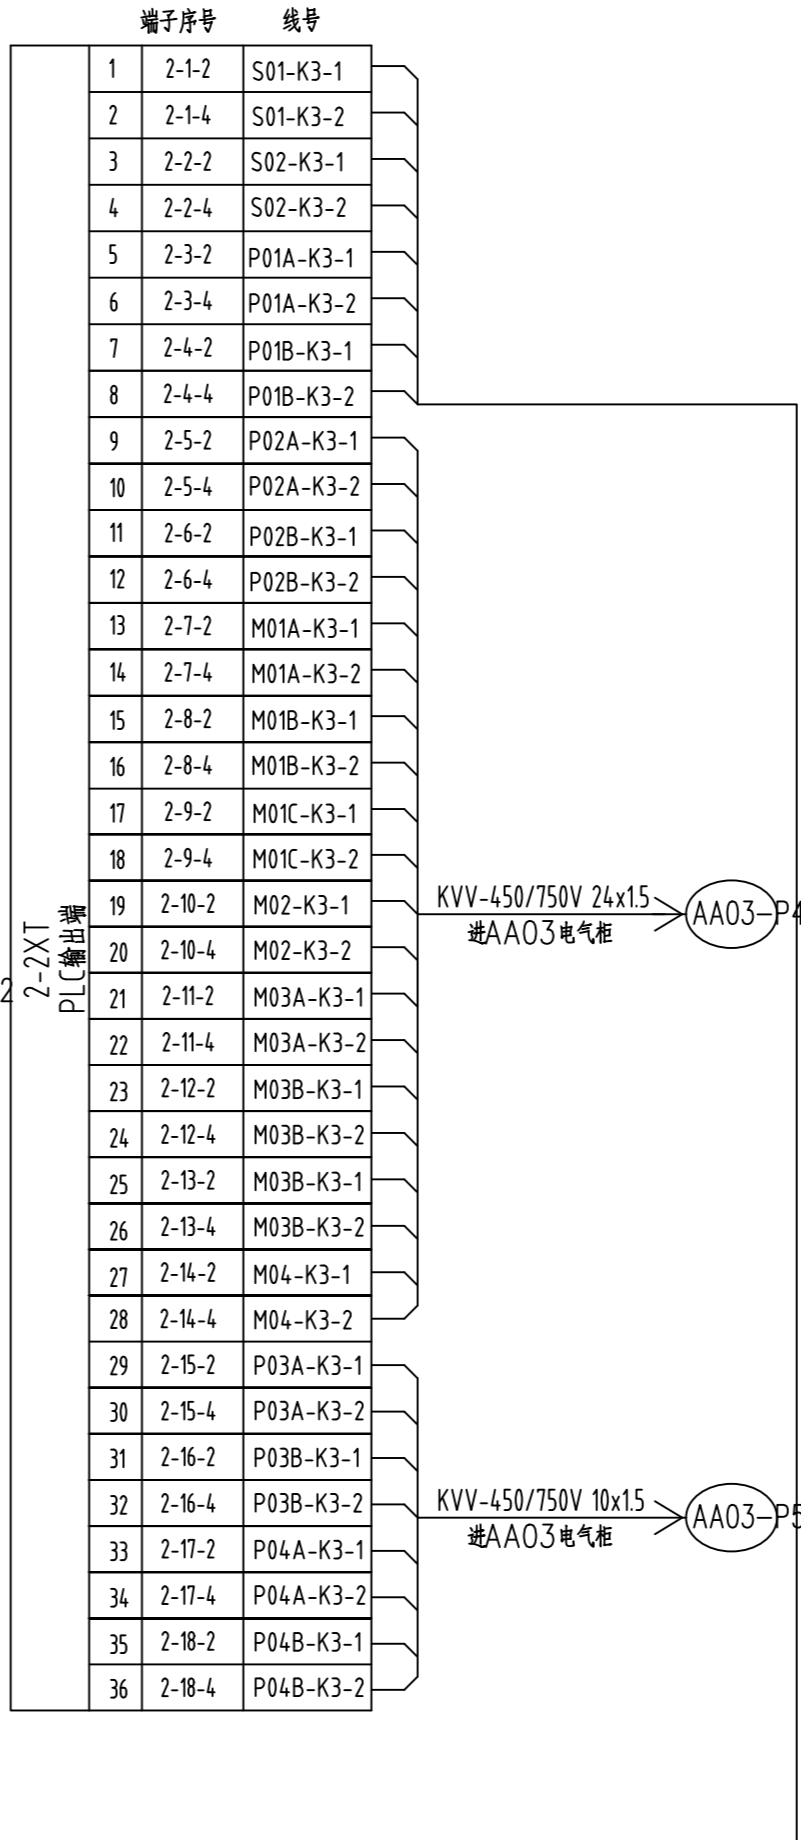 端子序号 线号
1 2-1-2 S01-K3-1
2 2-1-4 S01-K3-2
3 2-2-2 S02-K3-1
4 2-2-4 S02-K3-2
5 2-3-2 P01A-K3-1
6 2-3-4 P01A-K3-2
7 2-4-2 P01B-K3-1
8 2-4-4 P01B-K3-2
9 2-5-2 P02A-K3-1
10 2-5-4 P02A-K3-2
11 2-6-2 P02B-K3-1
12 2-6-4 P02B-K3-2
13 2-7-2 M01A-K3-1
14 2-7-4 M01A-K3-2
15 2-8-2 M01B-K3-1
16 2-8-4 M01B-K3-2
17 2-9-2 M01C-K3-1
18 2-9-4 M01C-K3-2
19 2-10-2 M02-K3-1
20 2-10-4 M02-K3-2
21 2-11-2 M03A-K3-1
22 2-11-4 M03A-K3-2
23 2-12-2 M03B-K3-1
24 2-12-4 M03B-K3-2
25 2-13-2 M03B-K3-1
26 2-13-4 M03B-K3-2
27 2-14-2 M04-K3-1
28 2-14-4 M04-K3-2
29 2-15-2 P03A-K3-1
30 2-15-4 P03A-K3-2
31 2-16-2 P03B-K3-1
32 2-16-4 P03B-K3-2
33 2-17-2 P04A-K3-1
34 2-17-4 P04A-K3-2
35 2-18-2 P04B-K3-1
36 2-18-4 P04B-K3-2
2
2-2XT
PLC输出端
KVV-450/750V 24x1.5
进AA03电气柜
AA03-P4
KVV-450/750V 10x1.5
进AA03电气柜
AA03-P5